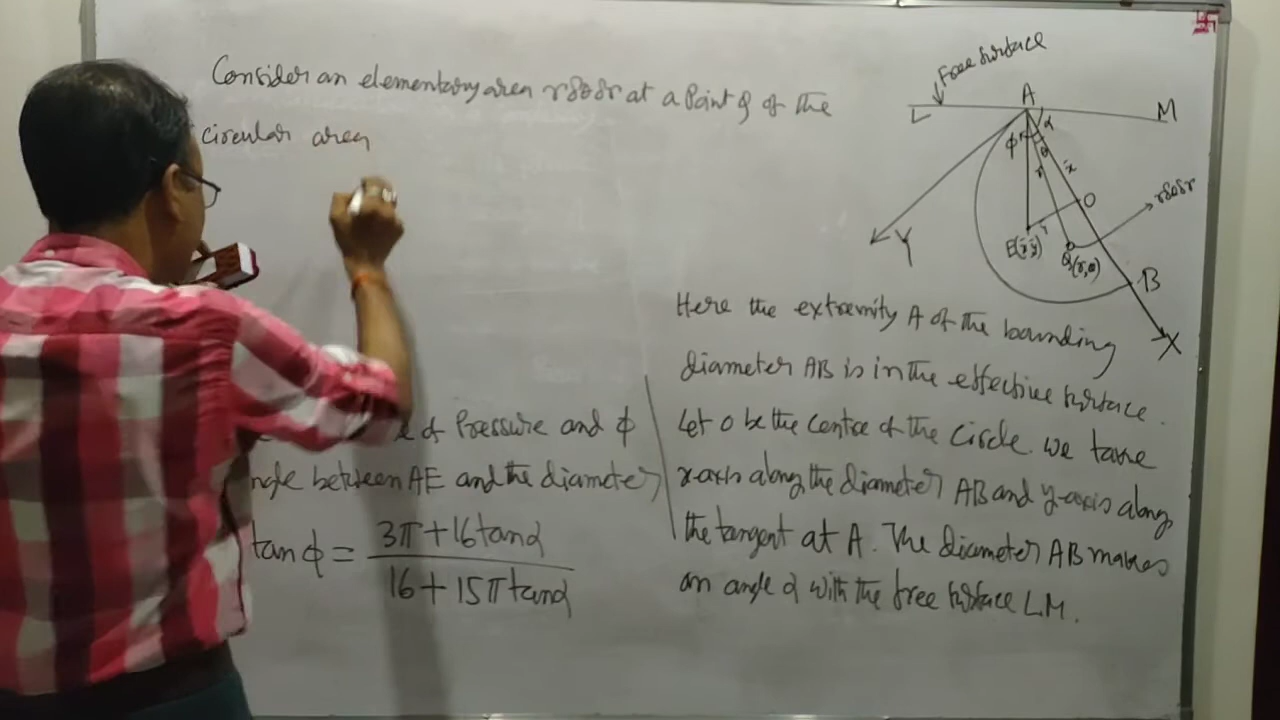 Consider an elementary area rδθδr at a Point Q of the
circular area
of Pressure and ϕ
angle between AE and the diameter
tan ϕ = 3π + 16 tanα / 16 + 15π tanα
Free surface
L
A
M
ϕ
α
θ
r
x̄
O
rδθδr
ȳ
E(x̄ ȳ)
Q(r,θ)
Y
B
X
Here the extremity A of the bounding
diameter AB is in the effective surface.
Let O be the centre of the circle. we take
x-axis along the diameter AB and y-axis along
the tangent at A. The diameter AB makes
an angle α with the free surface LM.